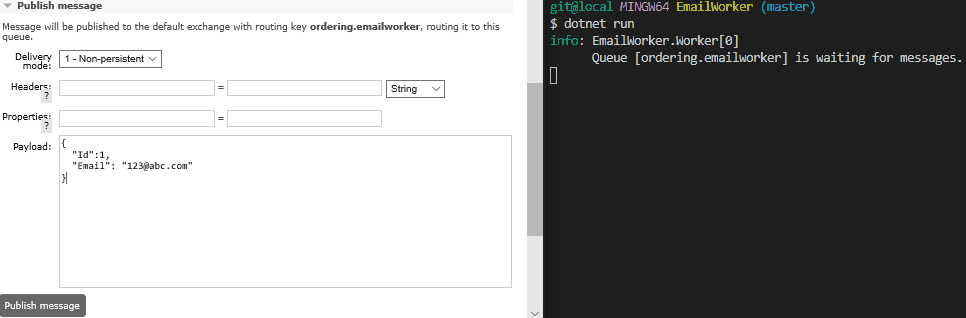 Publish message
Message will be published to the default exchange with routing key ordering.emailworker, routing it to this
queue.
Delivery mode: 1 - Non-persistent
Headers: ? = String
Properties: ? =
Payload:
{
  "Id":1,
  "Email": "123@abc.com"
}
Publish message
git@local MINGW64 EmailWorker (master)
$ dotnet run
info: EmailWorker.Worker[0]
      Queue [ordering.emailworker] is waiting for messages.